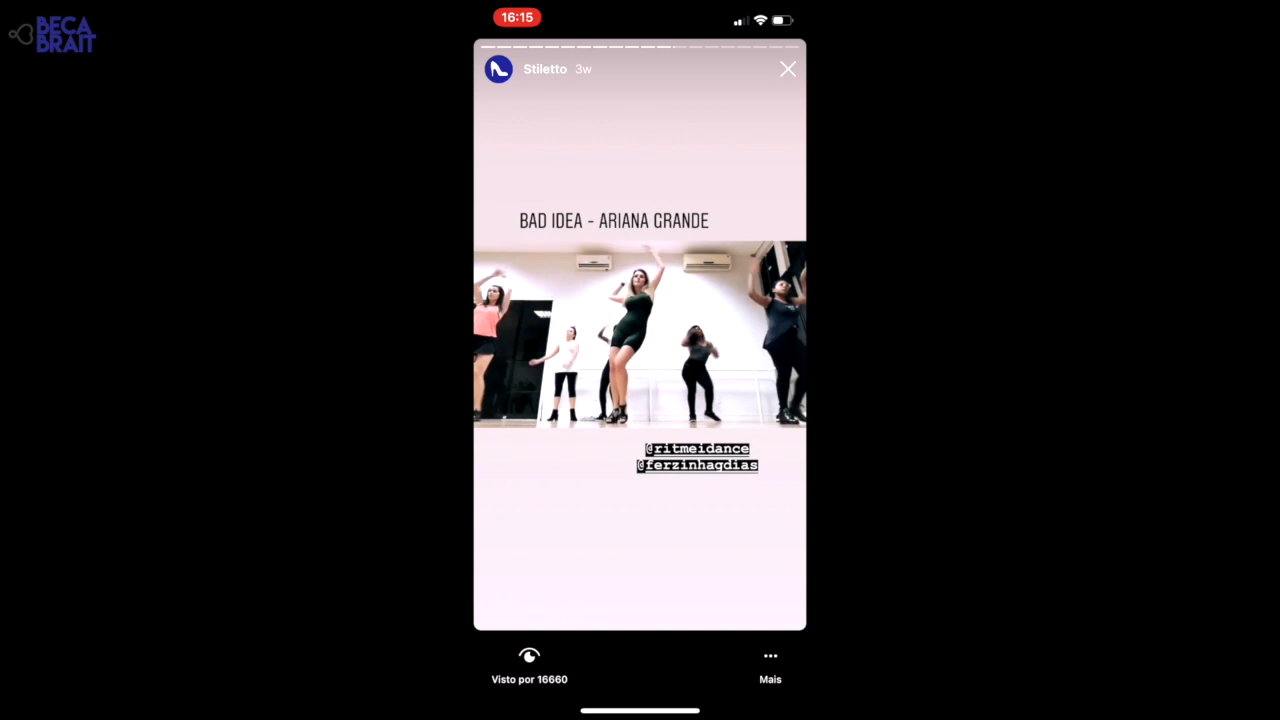 BECA
BRAIT
16:15
Stiletto 3w
BAD IDEA - ARIANA GRANDE
@ritmeidance
@ferzinhagdias
Visto por 16660
Mais